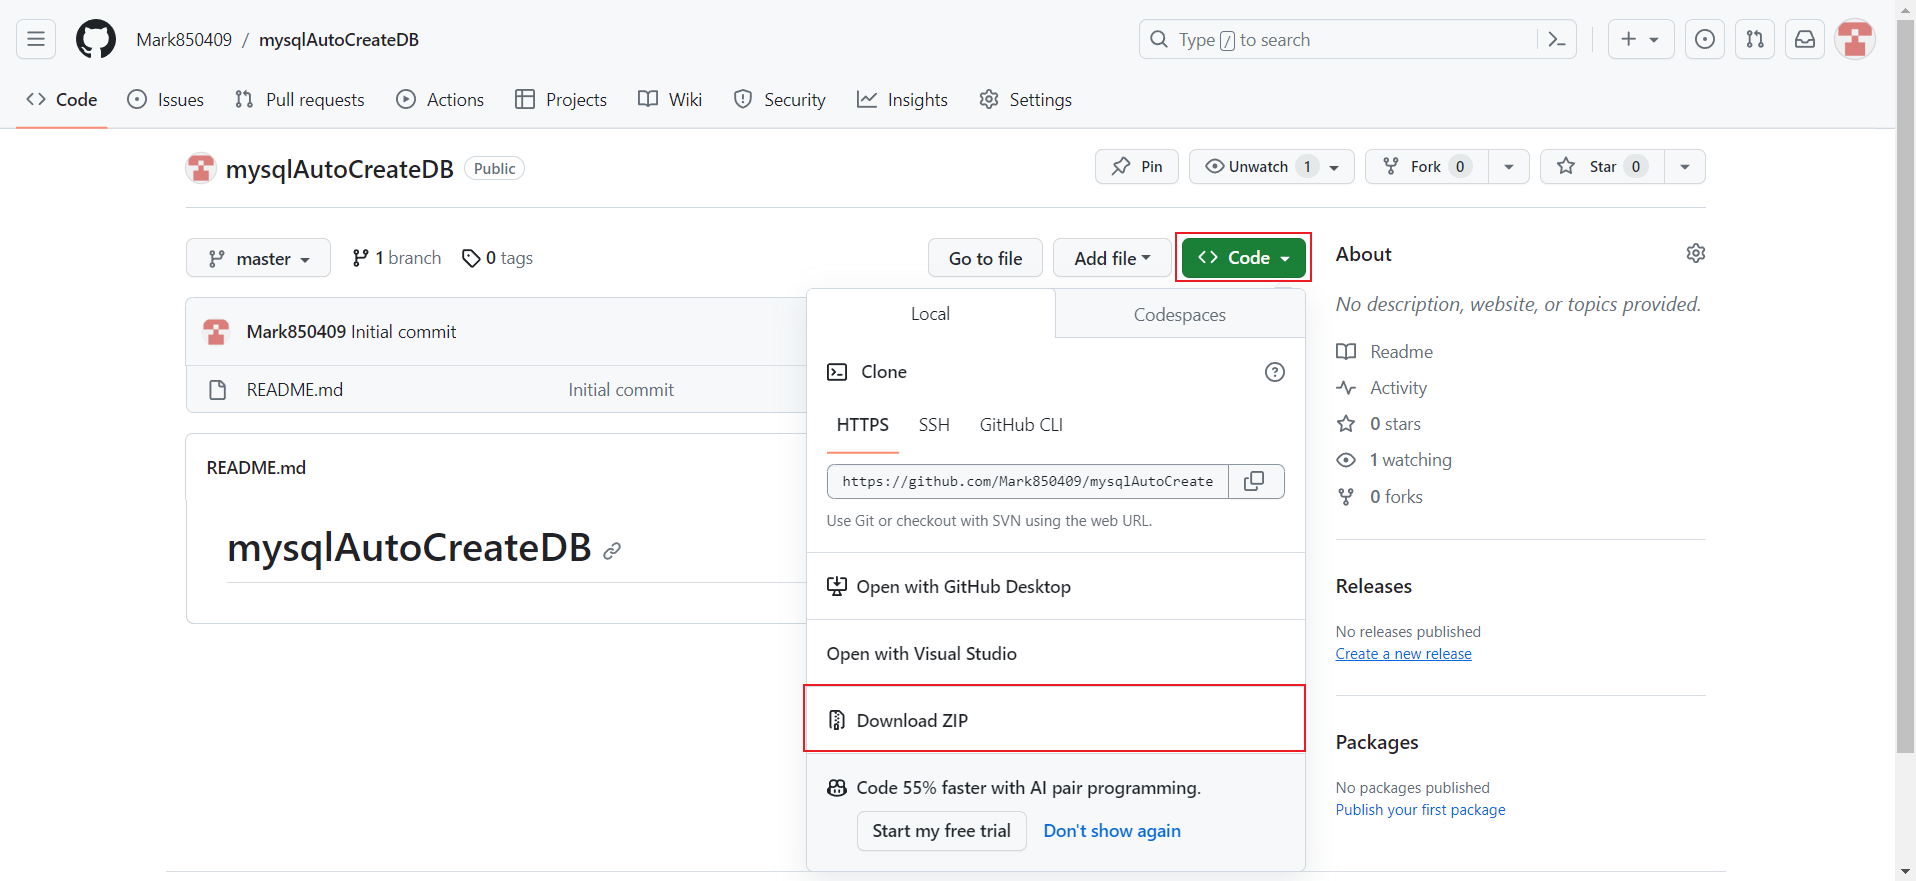 Mark850409 / mysqlAutoCreateDB
Type / to search
Code Issues Pull requests Actions Projects Wiki Security Insights Settings
mysqlAutoCreateDB Public
Pin Unwatch 1 Fork 0 Star 0
master 1 branch 0 tags Go to file Add file Code
Mark850409 Initial commit
README.md Initial commit
README.md
mysqlAutoCreateDB
Local Codespaces
Clone
HTTPS SSH GitHub CLI
https://github.com/Mark850409/mysqlAutoCreate
Use Git or checkout with SVN using the web URL.
Open with GitHub Desktop
Open with Visual Studio
Download ZIP
Code 55% faster with AI pair programming.
Start my free trial Don't show again
About
No description, website, or topics provided.
Readme
Activity
0 stars
1 watching
0 forks
Releases
No releases published
Create a new release
Packages
No packages published
Publish your first package